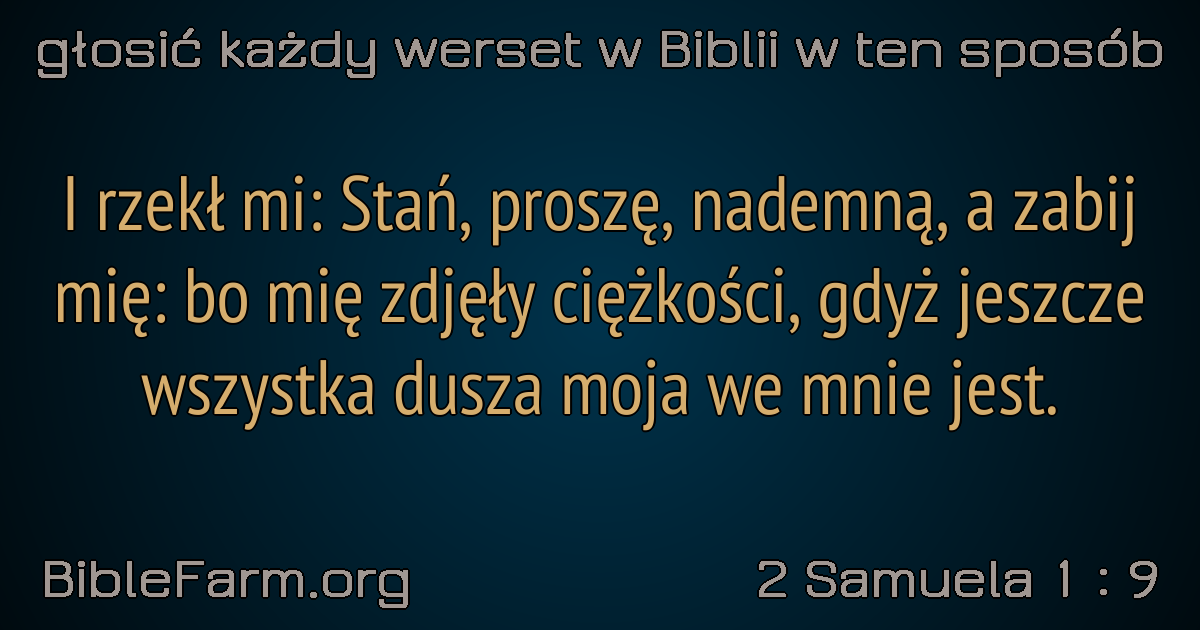 głosić każdy werset w Biblii w ten sposób
I rzekł mi: Stań, proszę, nademną, a zabij
mię: bo mię zdjęły ciężkości, gdyż jeszcze
wszystka dusza moja we mnie jest.
BibleFarm.org
2 Samuela 1 : 9